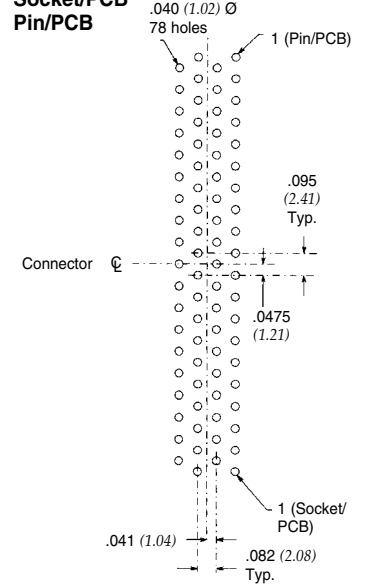 Socket/PCB
Pin/PCB
.040 (1.02) Ø
78 holes
1 (Pin/PCB)
.095
(2.41)
Typ.
Connector ℄
.0475
(1.21)
1 (Socket/
PCB)
.041 (1.04)
.082 (2.08)
Typ.